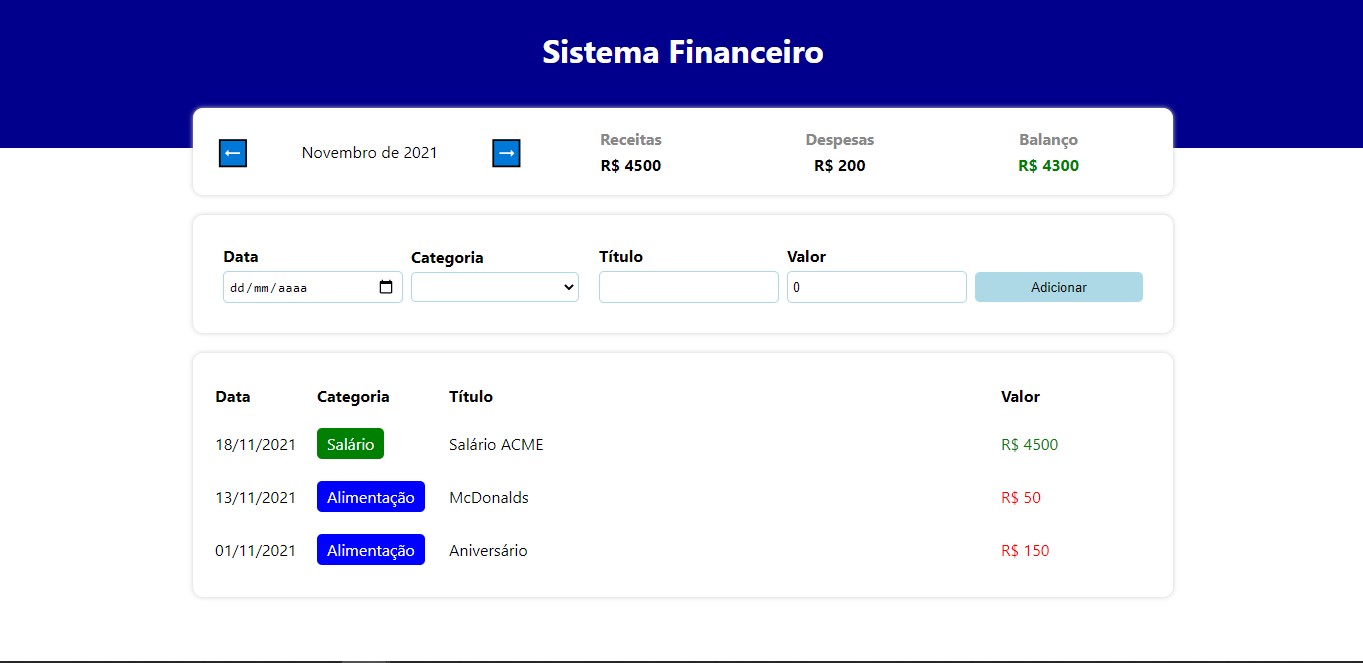 Sistema Financeiro
← Novembro de 2021 →
Receitas Despesas Balanço
R$ 4500 R$ 200 R$ 4300
Data Categoria Título Valor
dd/mm/aaaa 0 Adicionar
Data Categoria Título Valor
18/11/2021 Salário Salário ACME R$ 4500
13/11/2021 Alimentação McDonalds R$ 50
01/11/2021 Alimentação Aniversário R$ 150